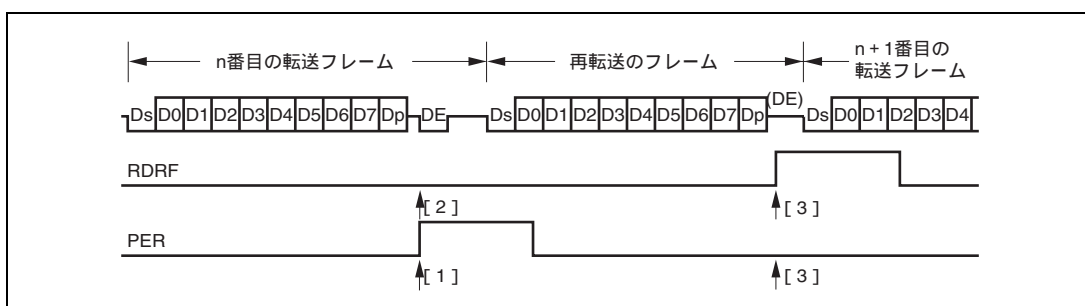 n番目の転送フレーム
再転送のフレーム
n + 1番目の
転送フレーム
Ds D0 D1 D2 D3 D4 D5 D6 D7 Dp DE Ds D0 D1 D2 D3 D4 D5 D6 D7 Dp (DE) Ds D0 D1 D2 D3 D4
RDRF
[ 2 ] [ 3 ]
PER
[ 1 ] [ 3 ]